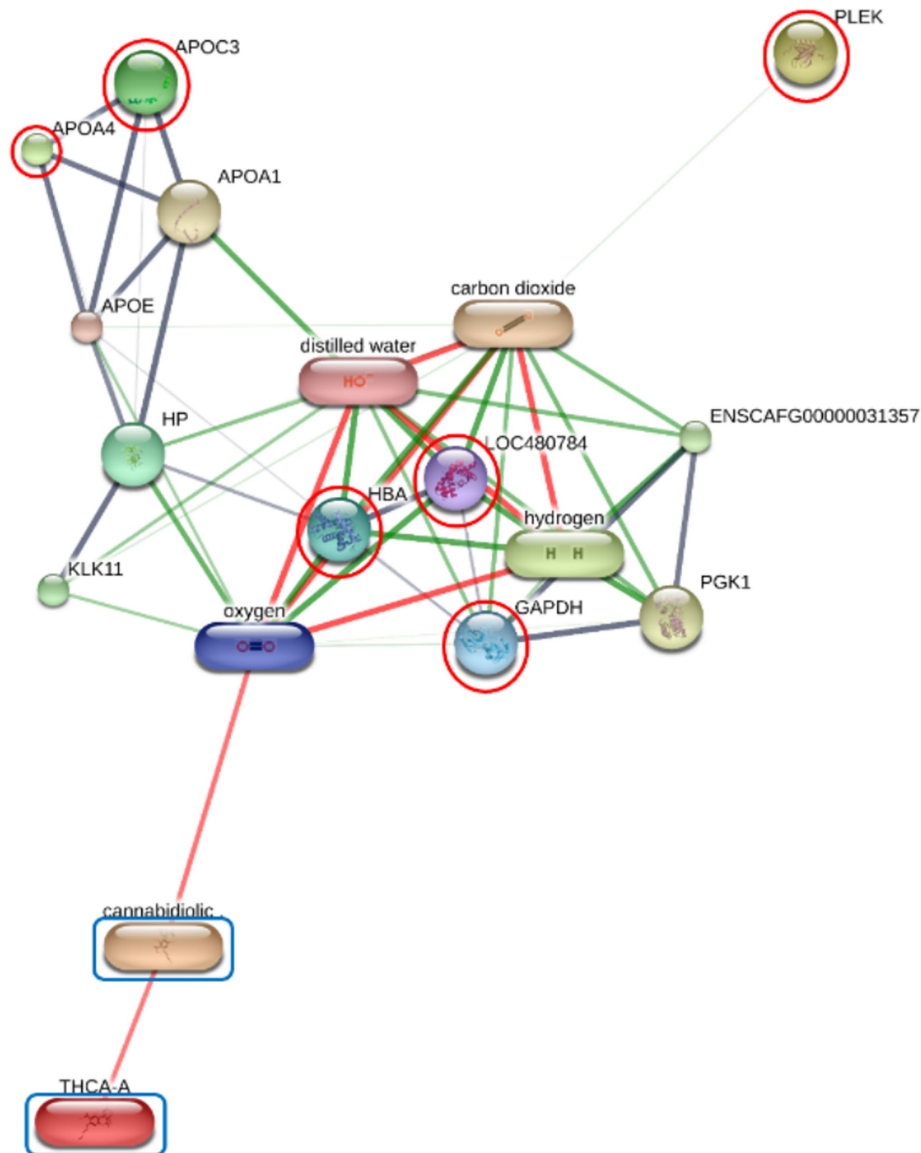 PLEK
APOC3
APOA4
APOA1
APOE
carbon dioxide
distilled water
HO⁻
HP
ENSCAFG00000031357
LOC480784
HBA
hydrogen
H H
KLK11
PGK1
GAPDH
oxygen
cannabidiolic .
THCA-A